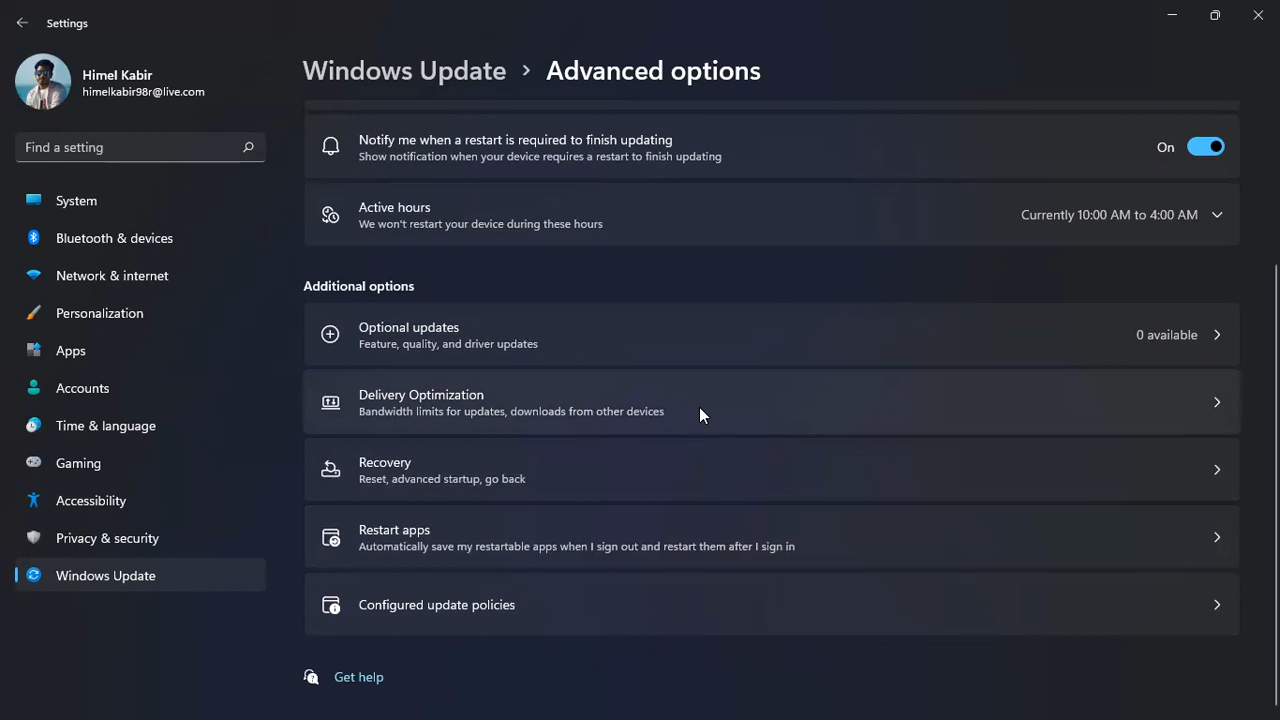 Settings
Himel Kabir
himelkabir98r@live.com
Find a setting
System
Bluetooth & devices
Network & internet
Personalization
Apps
Accounts
Time & language
Gaming
Accessibility
Privacy & security
Windows Update
Windows Update > Advanced options
Notify me when a restart is required to finish updating
Show notification when your device requires a restart to finish updating
On
Active hours
We won't restart your device during these hours
Currently 10:00 AM to 4:00 AM
Additional options
Optional updates
Feature, quality, and driver updates
0 available
Delivery Optimization
Bandwidth limits for updates, downloads from other devices
Recovery
Reset, advanced startup, go back
Restart apps
Automatically save my restartable apps when I sign out and restart them after I sign in
Configured update policies
Get help